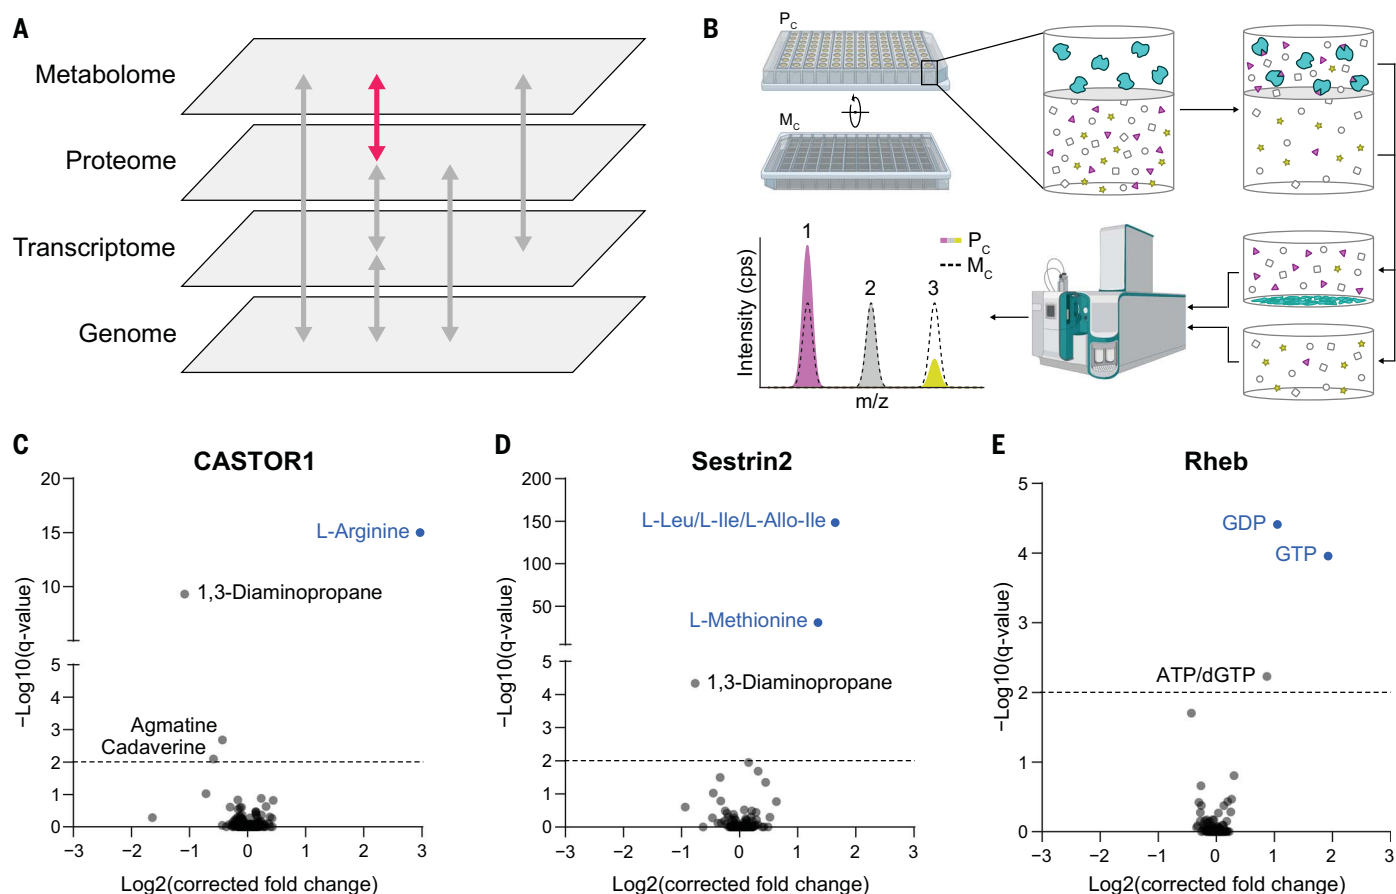 A
Metabolome
Proteome
Transcriptome
Genome
B
P_C
M_C
Intensity (cps)
1
2
3
P_C
M_C
m/z
C
CASTOR1
−Log10(q-value)
20
15
10
5
4
3
2
1
0
L-Arginine
1,3-Diaminopropane
Agmatine
Cadaverine
−3 −2 −1 0 1 2 3
Log2(corrected fold change)
D
Sestrin2
−Log10(q-value)
200
150
100
50
5
4
3
2
1
0
L-Leu/L-Ile/L-Allo-Ile
L-Methionine
1,3-Diaminopropane
−3 −2 −1 0 1 2 3
Log2(corrected fold change)
E
Rheb
−Log10(q-value)
5
4
3
2
1
0
GDP
GTP
ATP/dGTP
−3 −2 −1 0 1 2 3
Log2(corrected fold change)